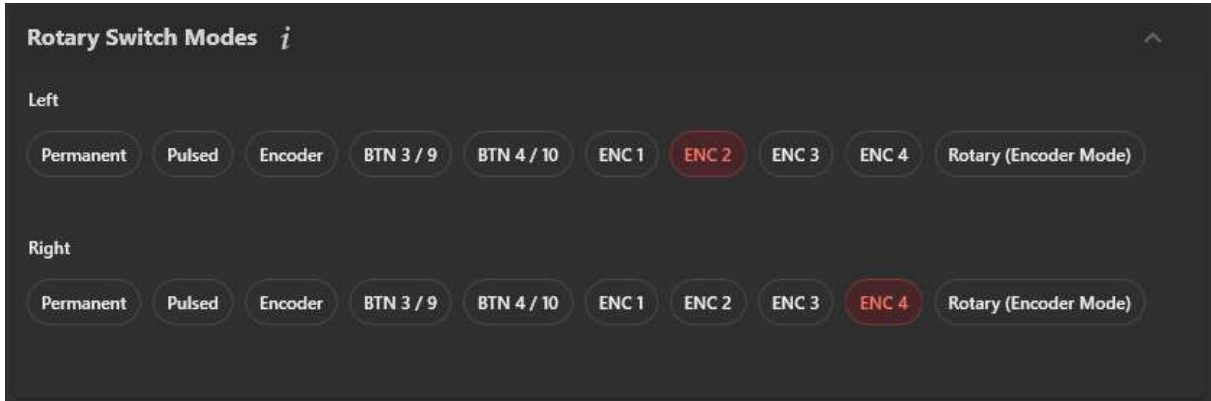 Rotary Switch Modes i
Left
Permanent Pulsed Encoder BTN 3 / 9 BTN 4 / 10 ENC 1 ENC 2 ENC 3 ENC 4 Rotary (Encoder Mode)
Right
Permanent Pulsed Encoder BTN 3 / 9 BTN 4 / 10 ENC 1 ENC 2 ENC 3 ENC 4 Rotary (Encoder Mode)